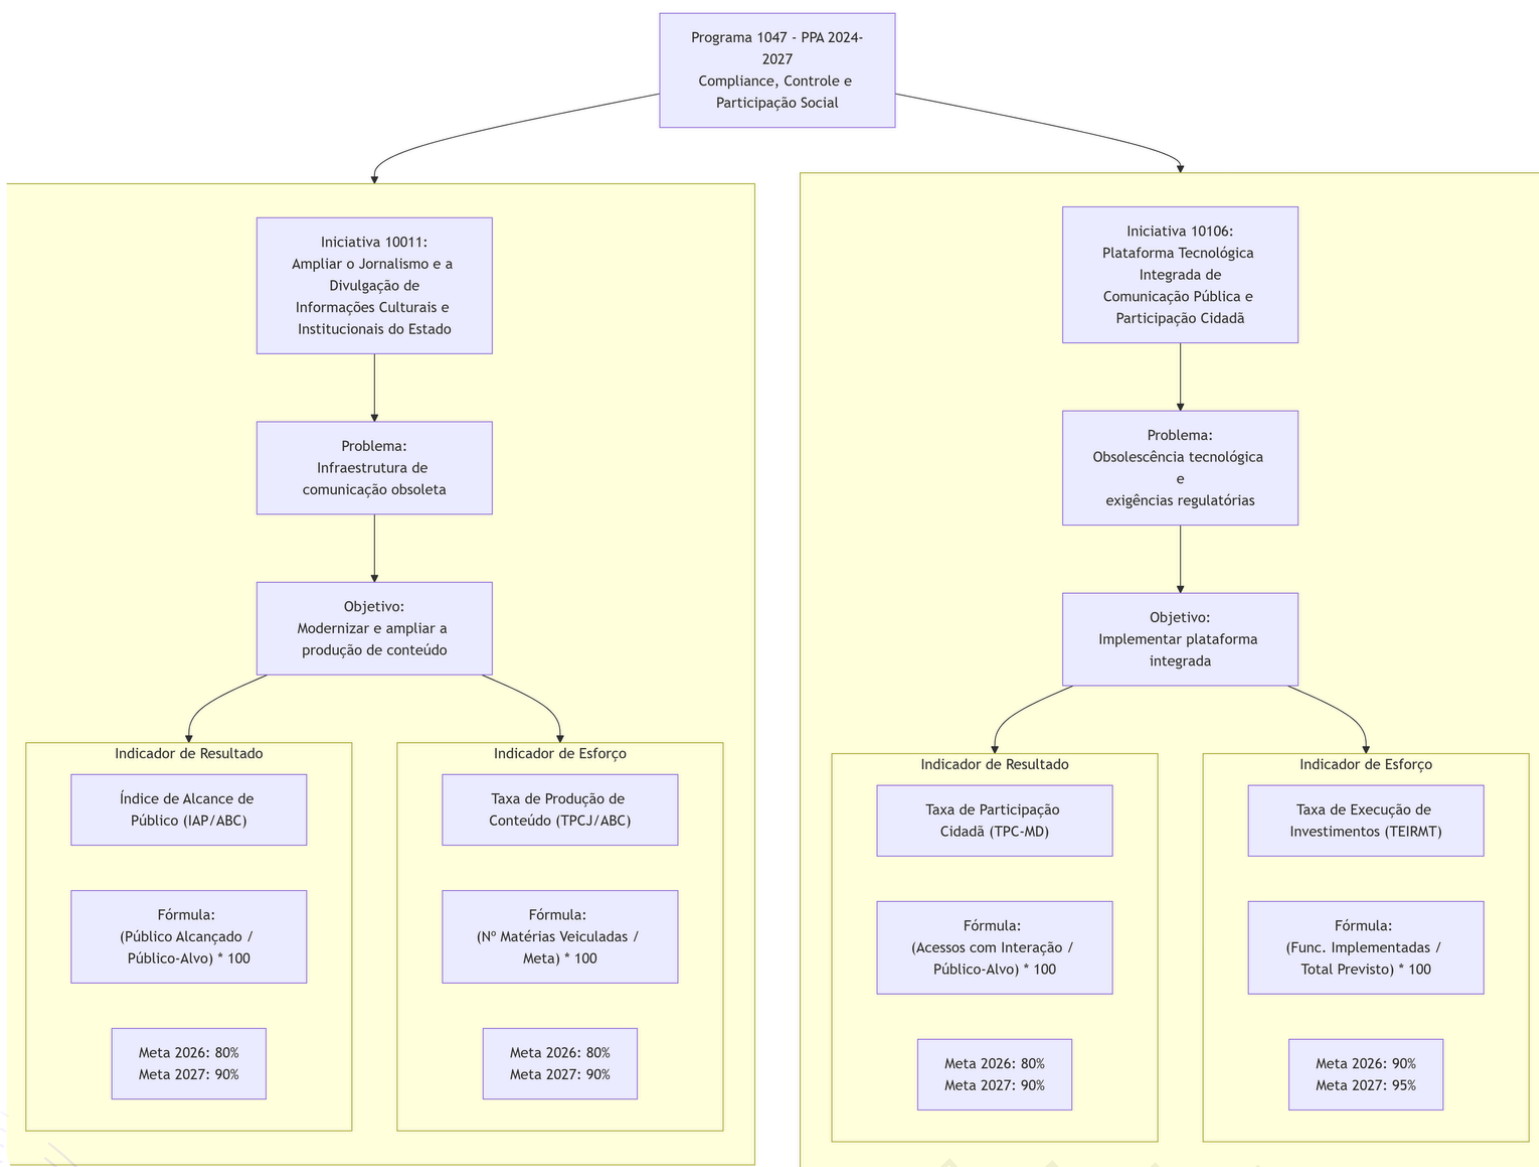 Programa 1047 - PPA 2024-
2027
Compliance, Controle e
Participação Social
Iniciativa 10011:
Ampliar o Jornalismo e a
Divulgação de
Informações Culturais e
Institucionais do Estado
Problema:
Infraestrutura de
comunicação obsoleta
Objetivo:
Modernizar e ampliar a
produção de conteúdo
Indicador de Resultado
Índice de Alcance de
Público (IAP/ABC)
Fórmula:
(Público Alcançado /
Público-Alvo) * 100
Meta 2026: 80%
Meta 2027: 90%
Indicador de Esforço
Taxa de Produção de
Conteúdo (TPCJ/ABC)
Fórmula:
(Nº Matérias Veiculadas /
Meta) * 100
Meta 2026: 80%
Meta 2027: 90%
Iniciativa 10106:
Plataforma Tecnológica
Integrada de
Comunicação Pública e
Participação Cidadã
Problema:
Obsolescência tecnológica
e
exigências regulatórias
Objetivo:
Implementar plataforma
integrada
Indicador de Resultado
Taxa de Participação
Cidadã (TPC-MD)
Fórmula:
(Acessos com Interação /
Público-Alvo) * 100
Meta 2026: 80%
Meta 2027: 90%
Indicador de Esforço
Taxa de Execução de
Investimentos (TEIRMT)
Fórmula:
(Func. Implementadas /
Total Previsto) * 100
Meta 2026: 90%
Meta 2027: 95%